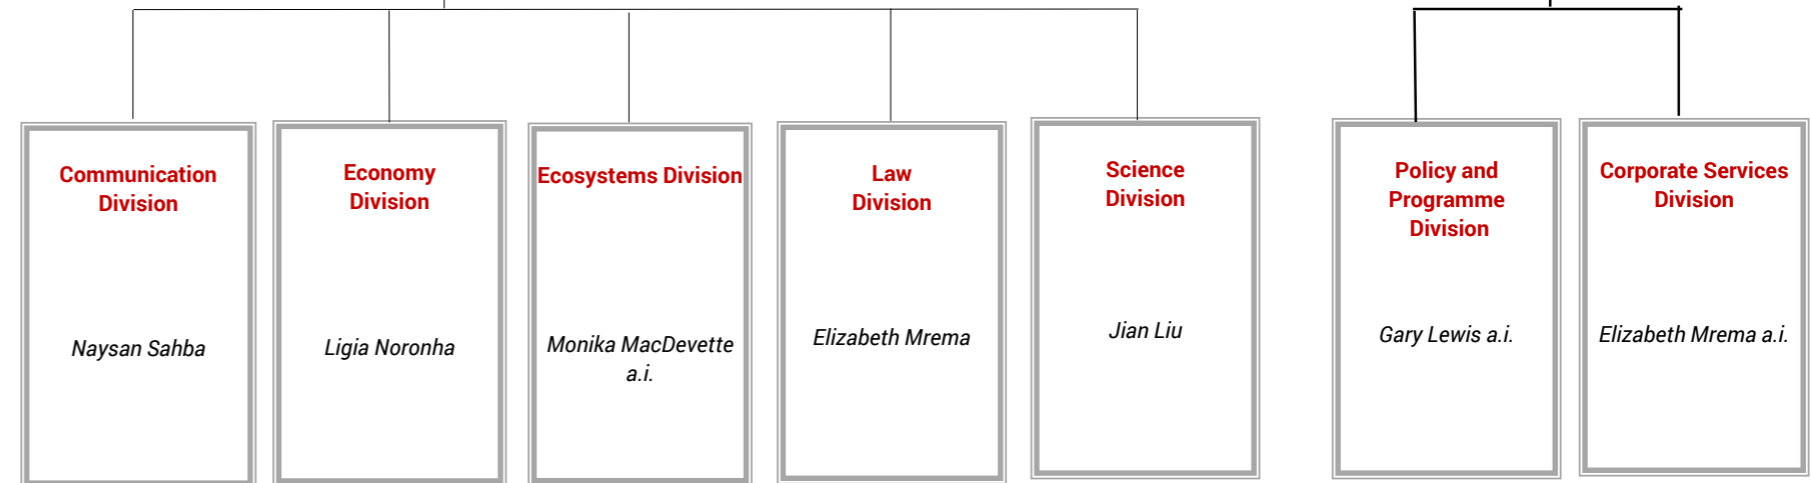 Communication
Division
Naysan Sahba
Economy
Division
Ligia Noronha
Ecosystems Division
Monika MacDevette
a.i.
Law
Division
Elizabeth Mrema
Science
Division
Jian Liu
Policy and
Programme
Division
Gary Lewis a.i.
Corporate Services
Division
Elizabeth Mrema a.i.